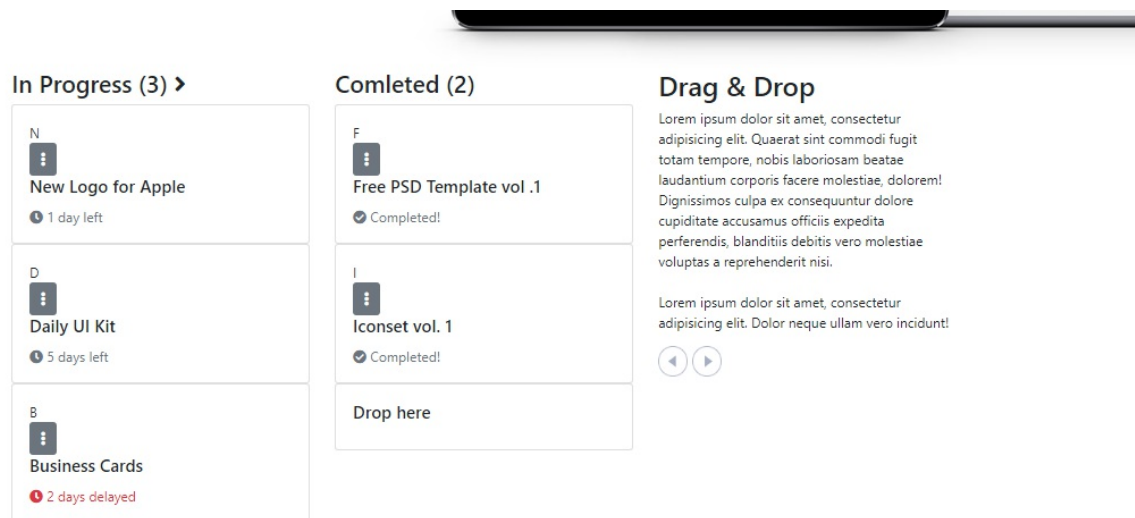 In Progress (3)
N
New Logo for Apple
1 day left
D
Daily UI Kit
5 days left
B
Business Cards
2 days delayed
Comleted (2)
F
Free PSD Template vol .1
Completed!
I
Iconset vol. 1
Completed!
Drop here
Drag & Drop
Lorem ipsum dolor sit amet, consectetur
adipisicing elit. Quaerat sint commodi fugit
totam tempore, nobis laboriosam beatae
laudantium corporis facere molestiae, dolorem!
Dignissimos culpa ex consequuntur dolore
cupiditate accusamus officiis expedita
perferendis, blanditiis debitis vero molestiae
voluptas a reprehenderit nisi.
Lorem ipsum dolor sit amet, consectetur
adipisicing elit. Dolor neque ullam vero incidunt!